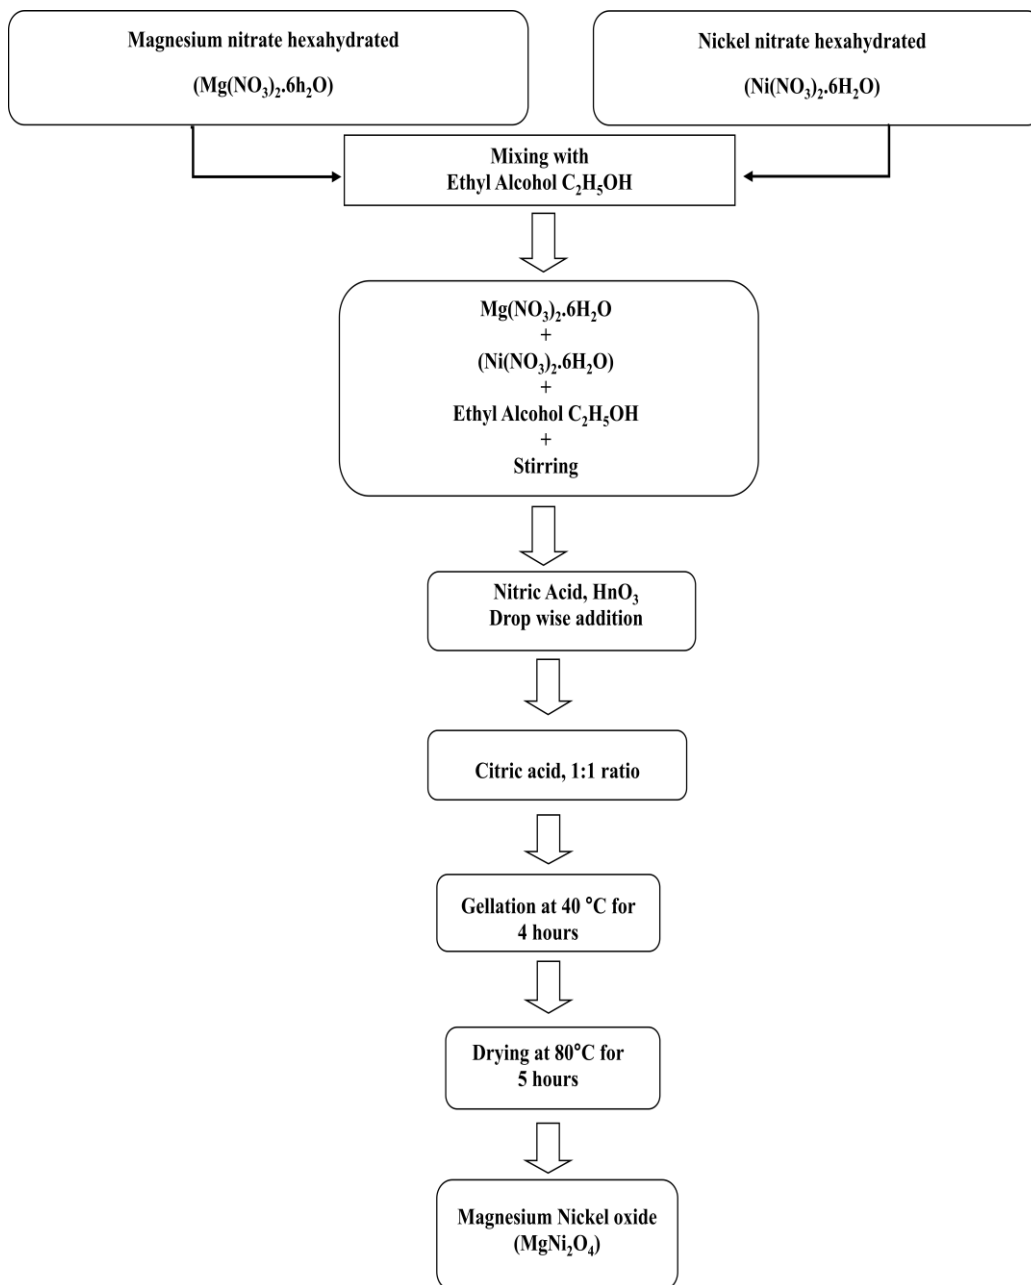 Magnesium nitrate hexahydrated
(Mg(NO₃)₂.6h₂O)
Nickel nitrate hexahydrated
(Ni(NO₃)₂.6H₂O)
Mixing with
Ethyl Alcohol C₂H₅OH
Mg(NO₃)₂.6H₂O
+
(Ni(NO₃)₂.6H₂O)
+
Ethyl Alcohol C₂H₅OH
+
Stirring
Nitric Acid, HnO₃
Drop wise addition
Citric acid, 1:1 ratio
Gellation at 40 °C for
4 hours
Drying at 80°C for
5 hours
Magnesium Nickel oxide
(MgNi₂O₄)